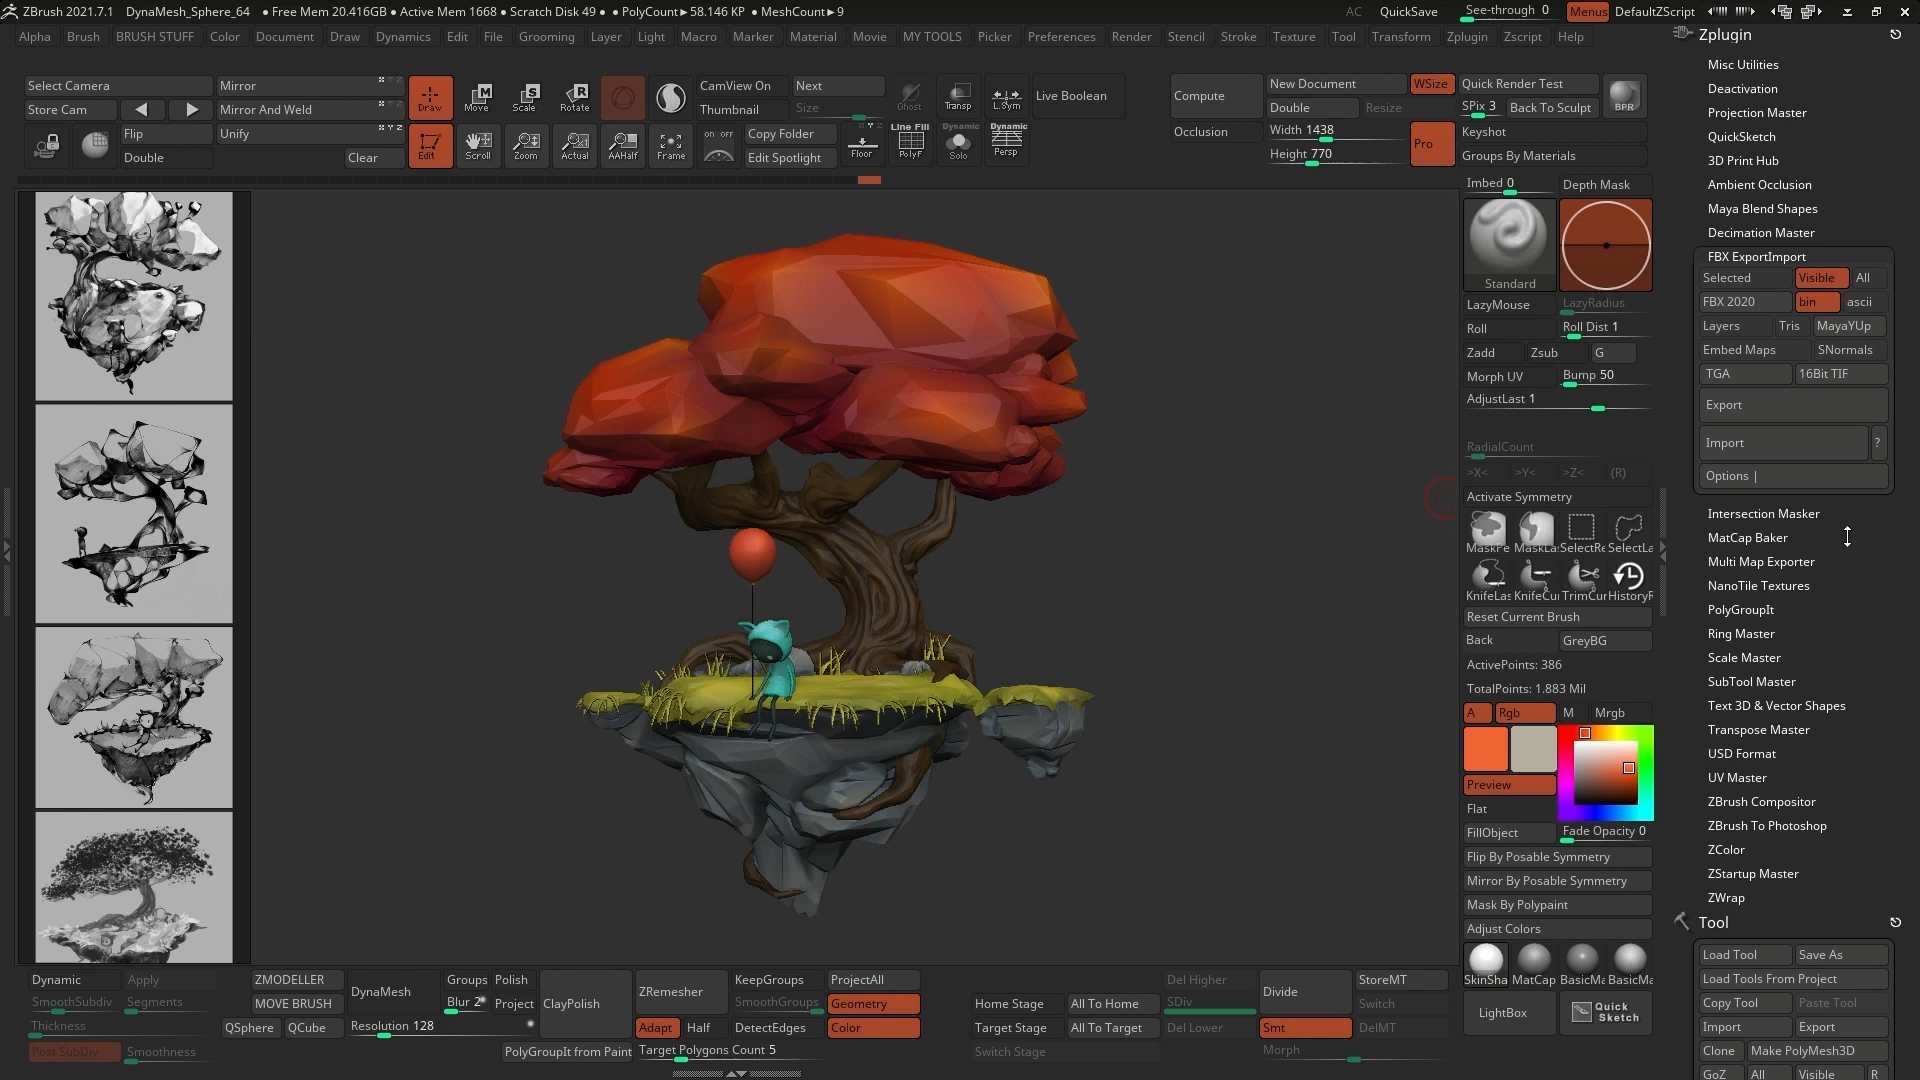 ZBrush 2021.7.1 DynaMesh_Sphere_64 ● Free Mem 20.416GB ● Active Mem 1668 ● Scratch Disk 49 ● ● PolyCount► 58.146 KP ● MeshCount► 9 AC QuickSave See-through 0 Menus DefaultZScript
Alpha Brush BRUSH STUFF Color Document Draw Dynamics Edit File Grooming Layer Light Macro Marker Material Movie MY TOOLS Picker Preferences Render Stencil Stroke Texture Tool Transform Zplugin Zscript Help
Select Camera Mirror CamView On Next
Store Cam Mirror And Weld Thumbnail Size
Flip Unify Copy Folder
Double Clear Edit Spotlight
Draw Move Scale Rotate Ghost Transp L.Sym Live Boolean
M S R
Edit Scroll Zoom Actual AAHalf Frame ON OFF Floor
Line Fill Dynamic Dynamic
PolyF Solo Persp
Compute New Document WSize Quick Render Test BPR
Double Resize SPix 3 Back To Sculpt
Occlusion Width 1438 Pro Keyshot
Height 770 Groups By Materials
Imbed 0 Depth Mask
Standard
LazyMouse LazyRadius
Roll Roll Dist 1
Zadd Zsub G
Morph UV Bump 50
AdjustLast 1
RadialCount
>X< >Y< >Z< (R)
Activate Symmetry
MaskPe MaskLa SelectRe SelectLa
KnifeLas KnifeCu TrimCur HistoryR
Reset Current Brush
Back GreyBG
ActivePoints: 386
TotalPoints: 1.883 Mil
A Rgb M Mrgb
Preview
Flat
FillObject Fade Opacity 0
Flip By Posable Symmetry
Mirror By Posable Symmetry
Mask By Polypaint
Adjust Colors
SkinSha MatCap BasicMa BasicMa
LightBox Quick Sketch
Zplugin
Misc Utilities
Deactivation
Projection Master
QuickSketch
3D Print Hub
Ambient Occlusion
Maya Blend Shapes
Decimation Master
FBX ExportImport
Selected Visible All
FBX 2020 bin ascii
Layers Tris MayaYUp
Embed Maps SNormals
TGA 16Bit TIF
Export
Import ?
Options |
Intersection Masker
MatCap Baker
Multi Map Exporter
NanoTile Textures
PolyGroupIt
Ring Master
Scale Master
SubTool Master
Text 3D & Vector Shapes
Transpose Master
USD Format
UV Master
ZBrush Compositor
ZBrush To Photoshop
ZColor
ZStartup Master
ZWrap
Tool
Load Tool Save As
Load Tools From Project
Copy Tool Paste Tool
Import Export
Clone Make PolyMesh3D
GoZ All Visible R
Dynamic Apply ZMODELLER DynaMesh Groups Polish ClayPolish ZRemesher KeepGroups ProjectAll Del Higher Divide StoreMT
SmoothSubdiv Segments MOVE BRUSH Blur 2 Project SmoothGroups Geometry Home Stage All To Home SDiv Switch
Thickness QSphere QCube Resolution 128 Adapt Half DetectEdges Color Target Stage All To Target Del Lower Smt DelMT
Post SubDiv Smoothness PolyGroupIt from Paint Target Polygons Count 5 Switch Stage Morph